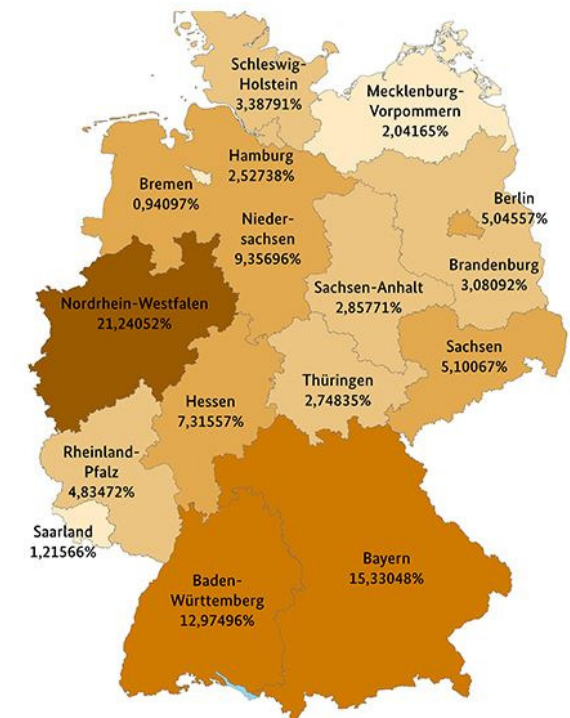 Schleswig-
Holstein
3,38791%
Mecklenburg-
Vorpommern
2,04165%
Hamburg
2,52738%
Bremen
0,94097%
Berlin
5,04557%
Nieder-
sachsen
9,35696%
Brandenburg
3,08092%
Sachsen-Anhalt
2,85771%
Nordrhein-Westfalen
21,24052%
Sachsen
5,10067%
Thüringen
2,74835%
Hessen
7,31557%
Rheinland-
Pfalz
4,83472%
Saarland
1,21566%
Bayern
15,33048%
Baden-
Württemberg
12,97496%